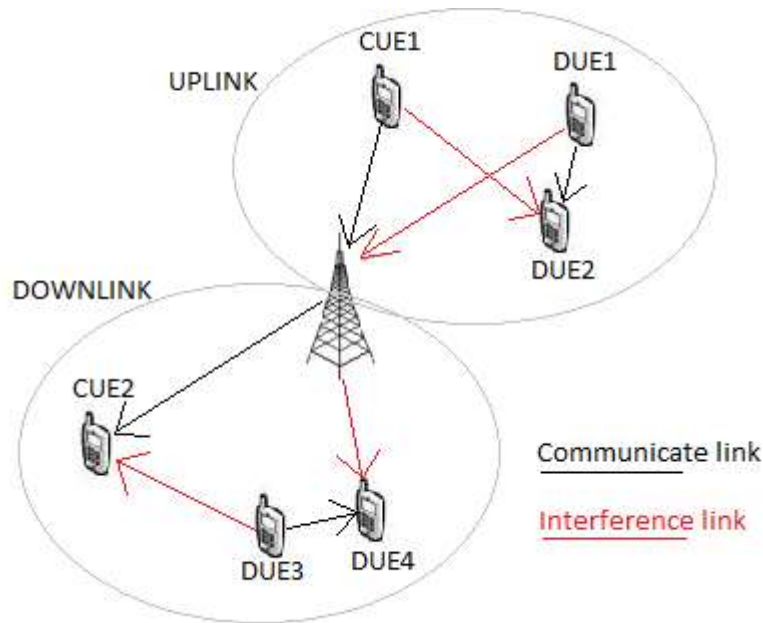 CUE1
DUE1
UPLINK
DUE2
DOWNLINK
CUE2
Communicate link
Interference link
DUE3
DUE4